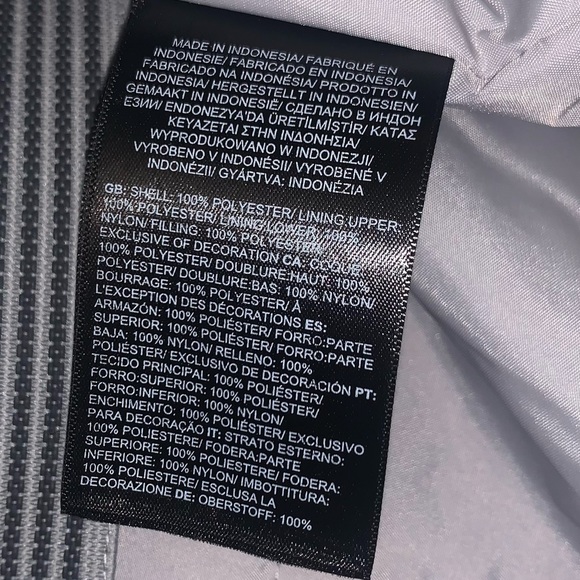 MADE IN INDONESIA/ FABRIQUÉ EN
INDONESIE/ FABRICADO EN INDONESIA/
FABRICADO NA INDONÉSIA/ PRODOTTO IN
INDONESIA/ HERGESTELLT IN INDONESIEN/
GEMAAKT IN INDONESIË/ СДЕЛАНО В ИНДОН
ЕЗИИ/ ENDONEZYA'DA ÜRETİLMİŞTİR/ ΚΑΤΑΣ
ΚΕΥΑΖΕΤΑΙ ΣΤΗΝ ΙΝΔΟΝΗΣΙΑ/
WYPRODUKOWANO W INDONEZJI/
VYROBENO V INDONÉSII/ VYROBENÉ V
INDONÉZII/ GYÁRTVA: INDONÉZIA
GB: SHELL: 100% POLYESTER/ LINING:UPPER:
100% POLYESTER/ LINING:LOWER: 100%
NYLON/ FILLING: 100% POLYESTER/
EXCLUSIVE OF DECORATION CA: COQUE:
100% POLYESTER/ DOUBLURE:HAUT: 100%
POLYESTER/ DOUBLURE:BAS: 100% NYLON/
BOURRAGE: 100% POLYESTER/ À
L'EXCEPTION DES DÉCORATIONS ES:
ARMAZÓN: 100% POLIÉSTER/ FORRO:PARTE
SUPERIOR: 100% POLIÉSTER/ FORRO:PARTE
BAJA: 100% NYLON/ RELLENO: 100%
POLIÉSTER/ EXCLUSIVO DE DECORACIÓN PT:
TECIDO PRINCIPAL: 100% POLIÉSTER/
FORRO:SUPERIOR: 100% POLIÉSTER/
FORRO:INFERIOR: 100% NYLON/
ENCHIMENTO: 100% POLIÉSTER/ EXCLUSIVO
PARA DECORAÇÃO IT: STRATO ESTERNO:
100% POLIESTERE/ FODERA:PARTE
SUPERIORE: 100% POLIESTERE/ FODERA:
INFERIORE: 100% NYLON/ IMBOTTITURA:
100% POLIESTERE/ ESCLUSA LA
DECORAZIONE DE: OBERSTOFF: 100%